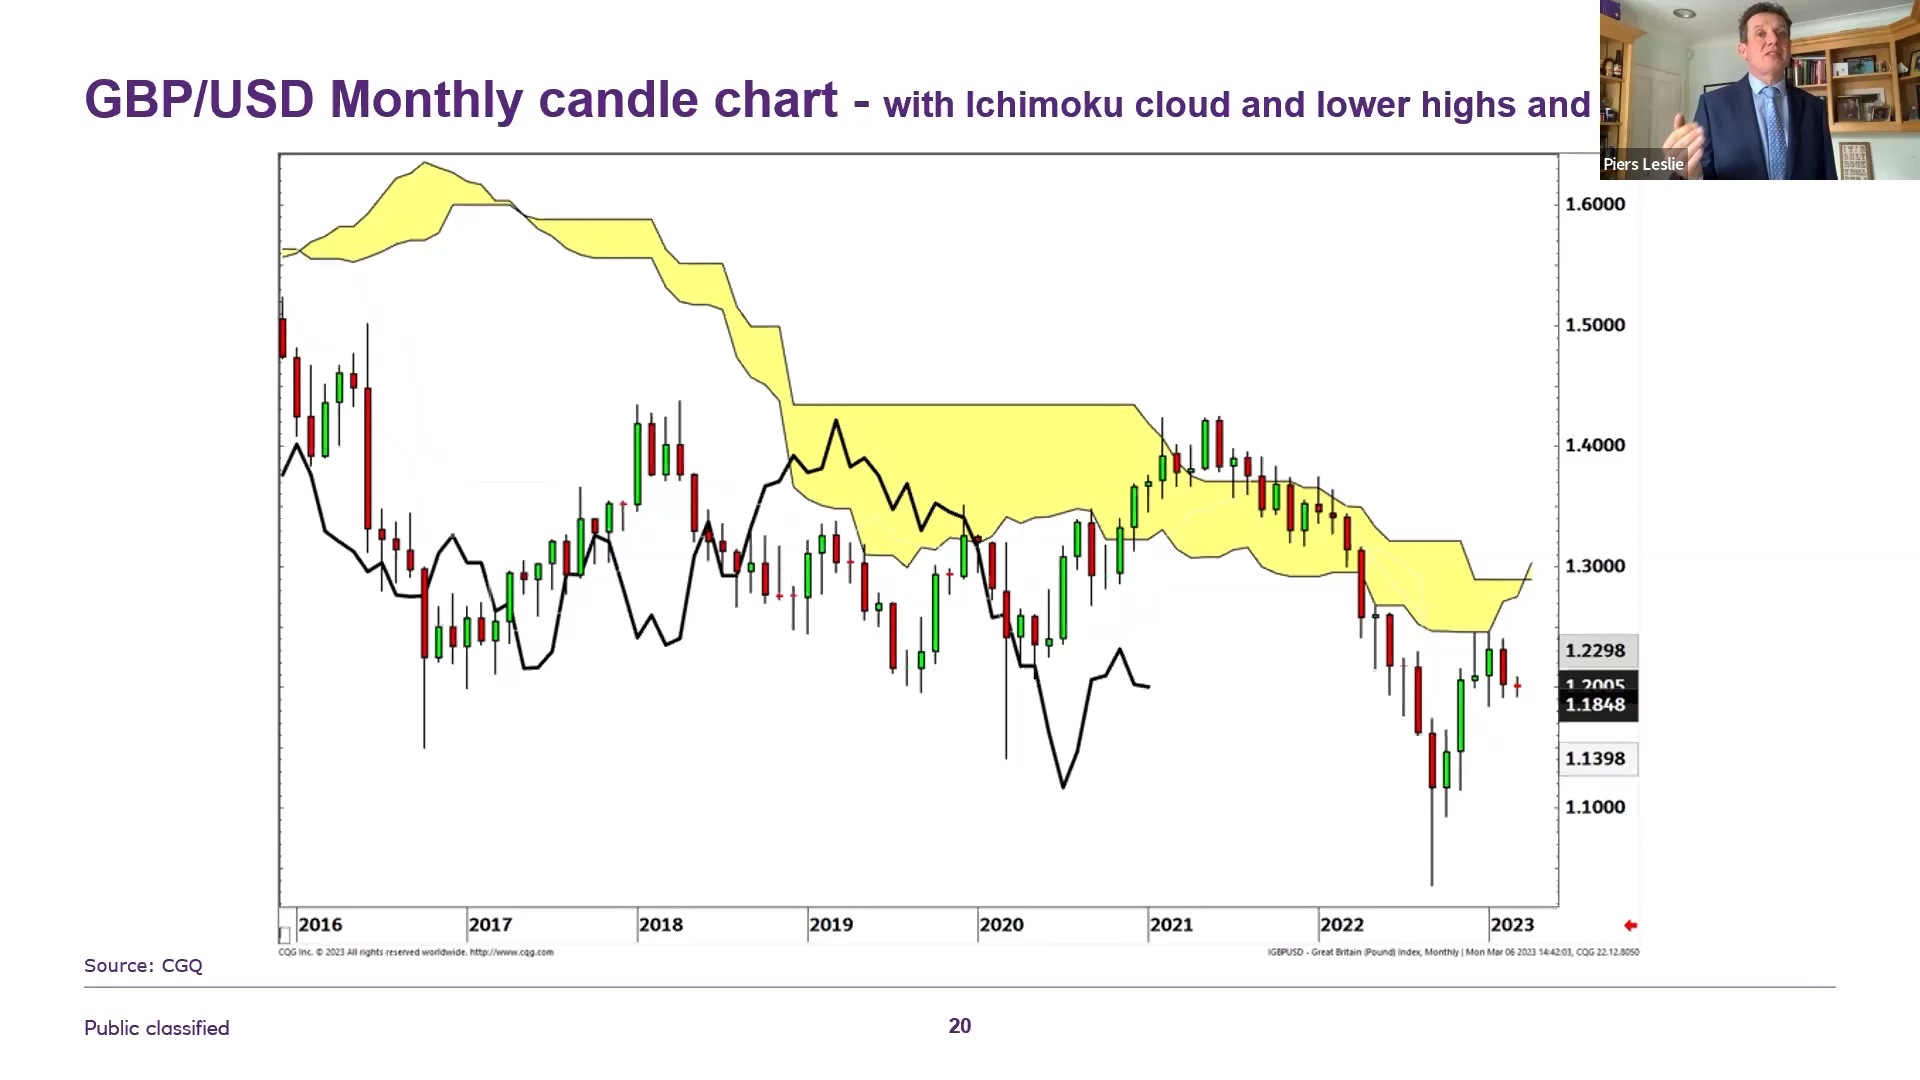 GBP/USD Monthly candle chart - with Ichimoku cloud and lower highs and
Piers Leslie
1.6000
1.5000
1.4000
1.3000
1.2298
1.2005
1.1848
1.1398
1.1000
2016 2017 2018 2019 2020 2021 2022 2023
CQG Inc. © 2023 All rights reserved worldwide. http://www.cqg.com
IGBPUSD - Great Britain (Pound) Index, Monthly | Mon Mar 06 2023 14:42:03, CQG 22.12.8050
Source: CGQ
Public classified
20